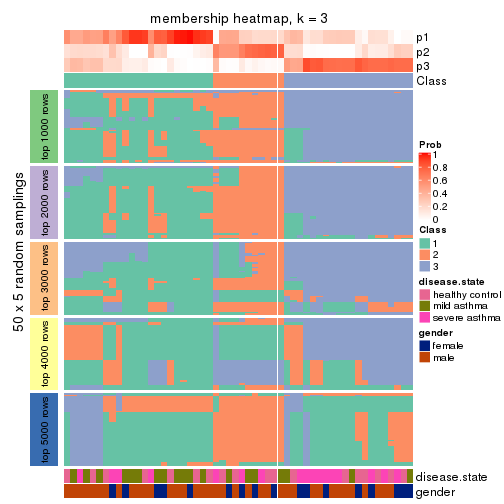 membership heatmap, k = 3
p1
p2
p3
Class
50 x 5 random samplings
top 1000 rows
top 2000 rows
top 3000 rows
top 4000 rows
top 5000 rows
disease.state
gender
Prob
1
0.8
0.6
0.4
0.2
0
Class
1
2
3
disease.state
healthy control
mild asthma
severe asthma
gender
female
male